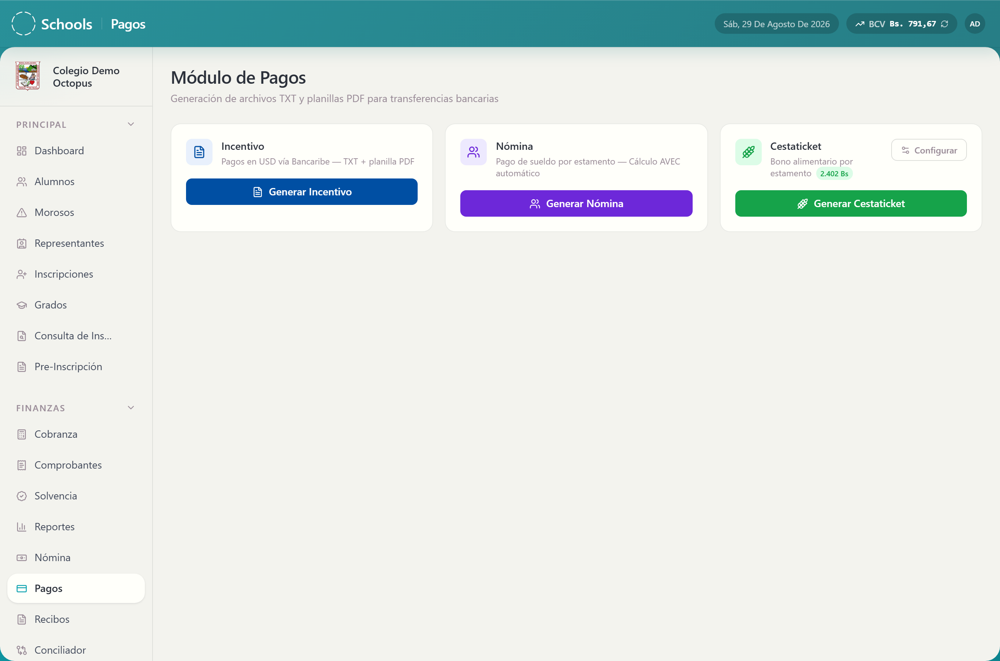 Schools
Pagos
Sáb, 29 De Agosto De 2026
BCV Bs. 791,67
AD
Colegio Demo
Octopus
PRINCIPAL
Dashboard
Alumnos
Morosos
Representantes
Inscripciones
Grados
Consulta de Ins...
Pre-Inscripción
FINANZAS
Cobranza
Comprobantes
Solvencia
Reportes
Nómina
Pagos
Recibos
Conciliador
Módulo de Pagos
Generación de archivos TXT y planillas PDF para transferencias bancarias
Incentivo
Pagos en USD vía Bancaribe — TXT + planilla PDF
Generar Incentivo
Nómina
Pago de sueldo por estamento — Cálculo AVEC
automático
Generar Nómina
Cestaticket
Bono alimentario por
estamento 2.402 Bs
Configurar
Generar Cestaticket